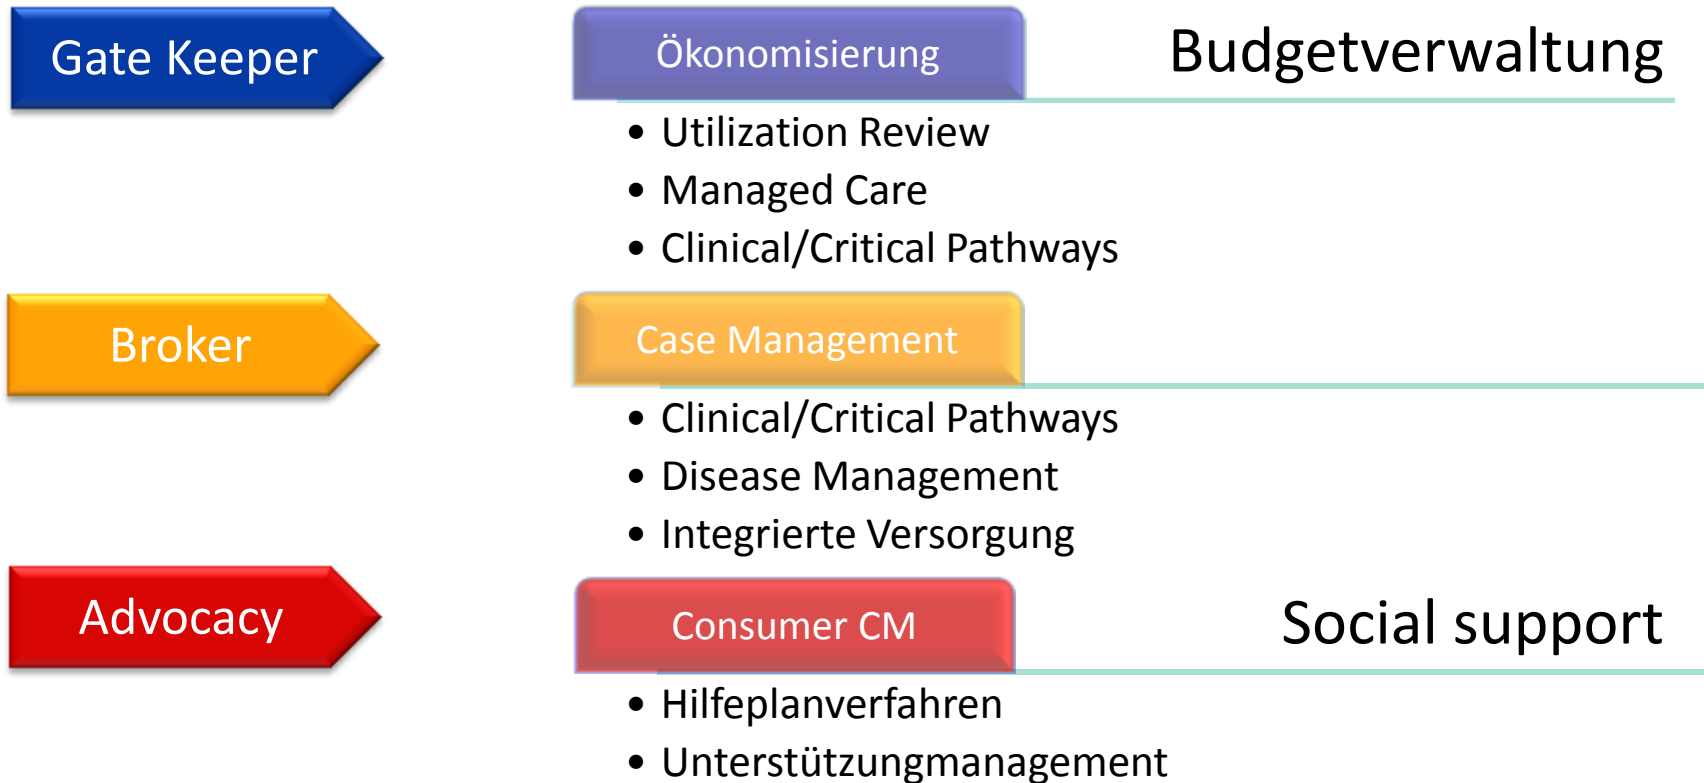 Gate Keeper
Ökonomisierung
Budgetverwaltung
• Utilization Review
• Managed Care
• Clinical/Critical Pathways
Broker
Case Management
• Clinical/Critical Pathways
• Disease Management
• Integrierte Versorgung
Advocacy
Consumer CM
Social support
• Hilfeplanverfahren
• Unterstützungmanagement